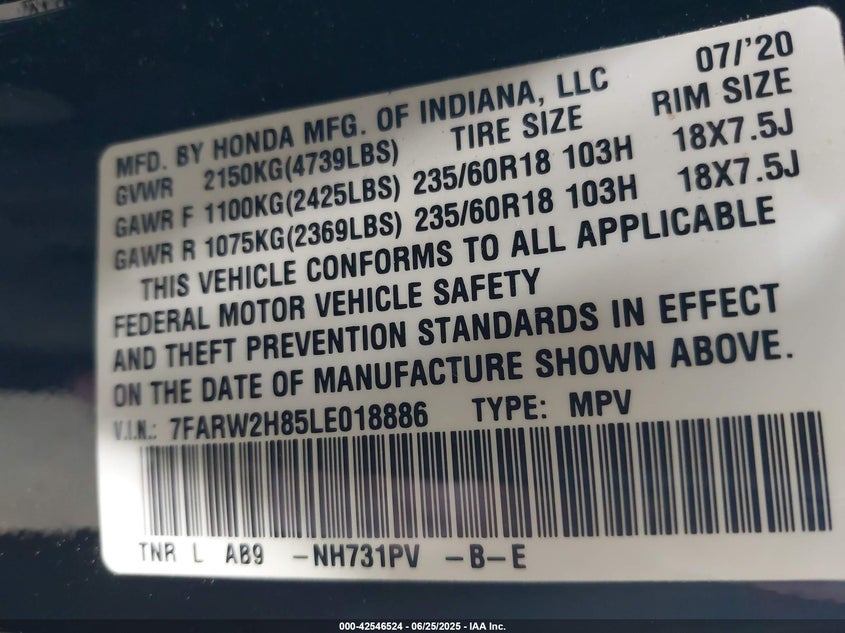 07/'20
MFD. BY HONDA MFG. OF INDIANA, LLC
GVWR 2150KG(4739LBS) TIRE SIZE RIM SIZE
GAWR F 1100KG(2425LBS) 235/60R18 103H 18X7.5J
GAWR R 1075KG(2369LBS) 235/60R18 103H 18X7.5J
THIS VEHICLE CONFORMS TO ALL APPLICABLE
FEDERAL MOTOR VEHICLE SAFETY
AND THEFT PREVENTION STANDARDS IN EFFECT
ON THE DATE OF MANUFACTURE SHOWN ABOVE.
V.I.N.: 7FARW2H85LE018886 TYPE: MPV
TNR L AB9 -NH731PV -B-E
000-42546524 - 06/25/2025 - IAA Inc.